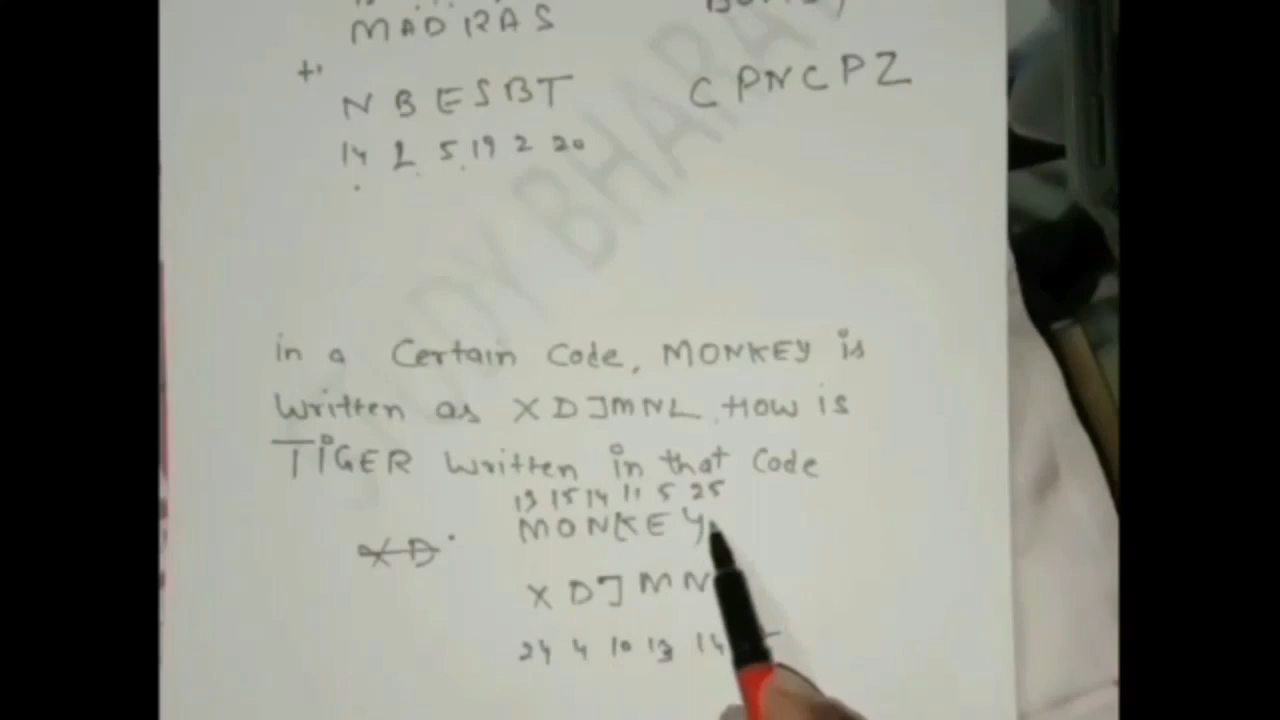 MADRAS
+1
NBESBT CPNCPZ
14 2 5 19 2 20
STUDY BHARAT
in a Certain Code, MONKEY is
written as XDJMNL. How is
TIGER written in that Code
13 15 14 11 5 25
MONKEY
XD
XDJMN
24 4 10 13 14